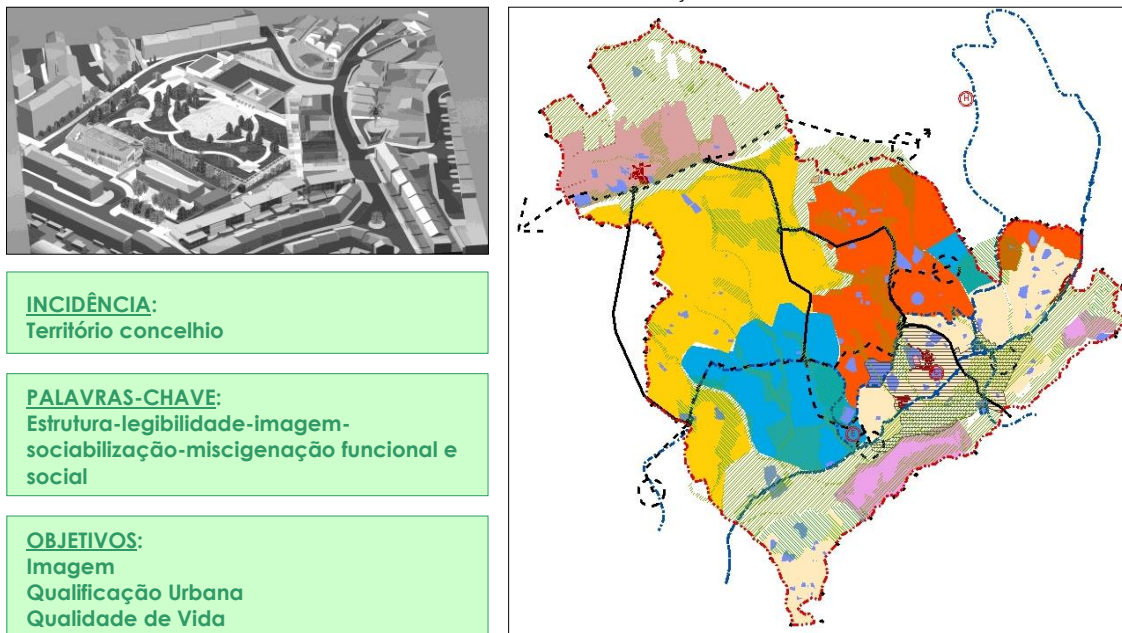 INCIDÊNCIA:
Território concelhio
PALAVRAS-CHAVE:
Estrutura-legibilidade-imagem-
sociabilização-miscigenação funcional e
social
OBJETIVOS:
Imagem
Qualificação Urbana
Qualidade de Vida
H